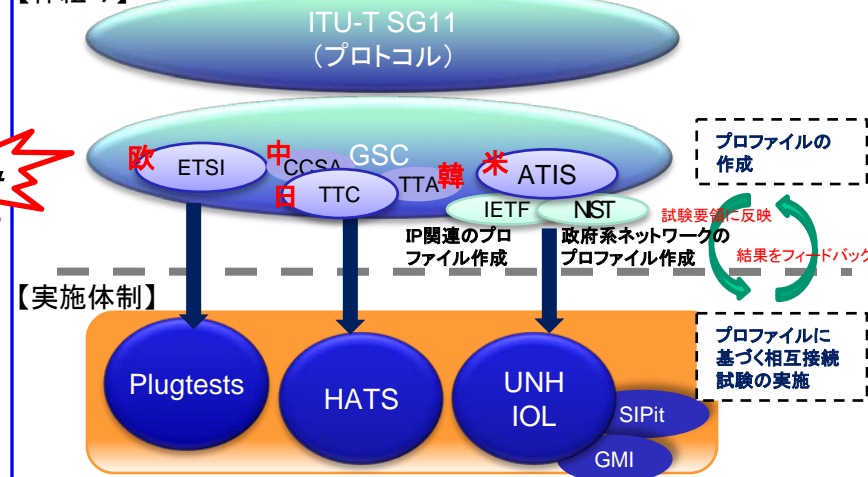 ITU-T SG11
(プロトコル)
欧
ETSI
中
CCSA
GSC
日
TTC
TTA
韓
米
ATIS
IETF
NIST
IP関連のプロ
ファイル作成
政府系ネットワークの
プロファイル作成
プロファイルの
作成
試験要領に反映
結果をフィードバック
【実施体制】
Plugtests
HATS
UNH
IOL
SIPit
GMI
プロファイルに
基づく相互接続
試験の実施